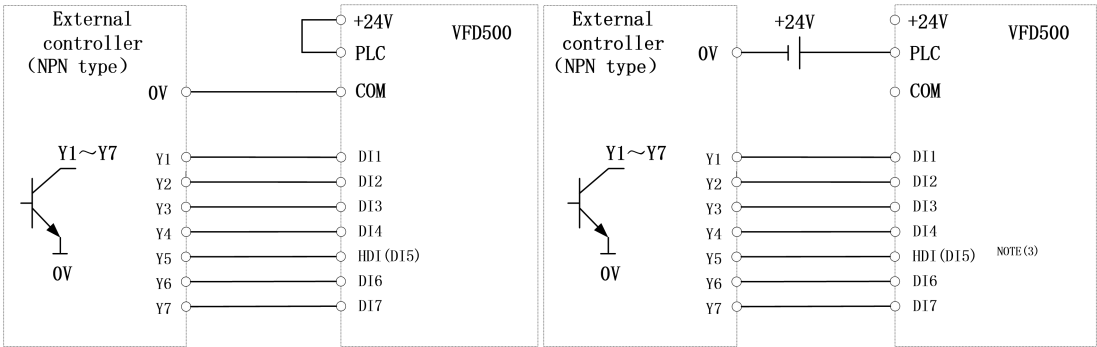 External
controller
(NPN type)
+24V
PLC
VFD500
0V
COM
Y1～Y7
0V
Y1
DI1
Y2
DI2
Y3
DI3
Y4
DI4
Y5
HDI(DI5)
Y6
DI6
Y7
DI7
External
controller
(NPN type)
+24V
+24V
0V
PLC
VFD500
COM
Y1～Y7
0V
Y1
DI1
Y2
DI2
Y3
DI3
Y4
DI4
Y5
HDI(DI5)
NOTE(3)
Y6
DI6
Y7
DI7